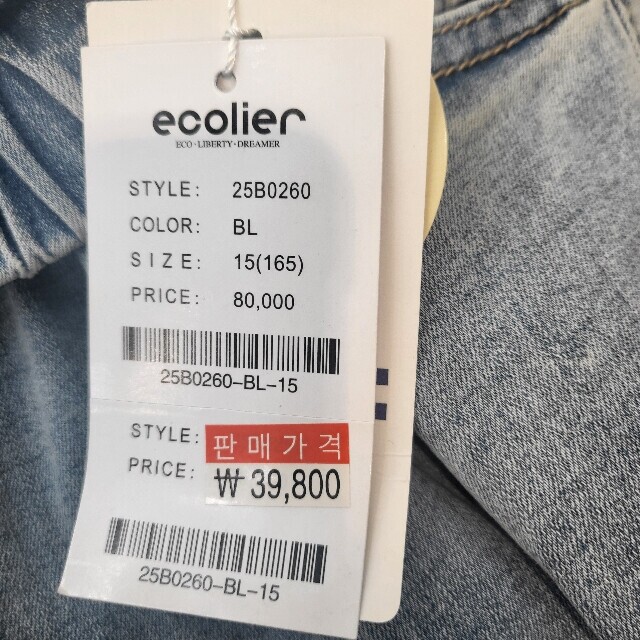 ecolier
ECO·LIBERTY·DREAMER
STYLE: 25B0260
COLOR: BL
SIZE: 15(165)
PRICE: 80,000
25B0260-BL-15
STYLE: 판매가격
PRICE: ₩39,800
25B0260-BL-15